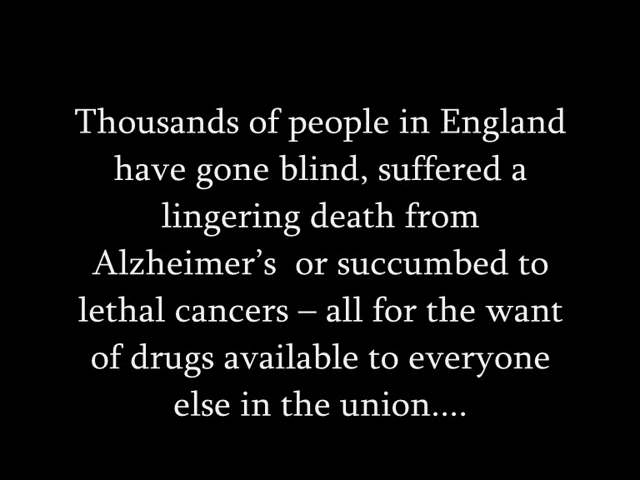 Thousands of people in England
have gone blind, suffered a
lingering death from
Alzheimer’s  or succumbed to
lethal cancers – all for the want
of drugs available to everyone
else in the union....